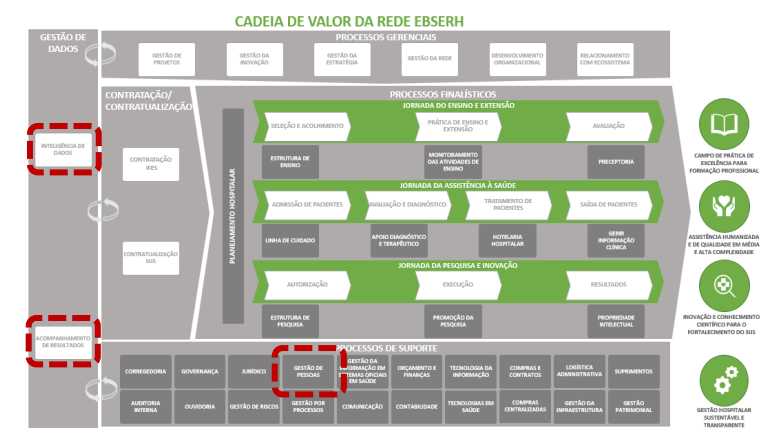 CADEIA DE VALOR DA REDE EBSERH
GESTÃO DE
DADOS
INTELIGÊNCIA DE
DADOS
ACOMPANHAMENTO
DE RESULTADOS
PROCESSOS GERENCIAIS
GESTÃO DE
PROJETOS
GESTÃO DA
INOVAÇÃO
GESTÃO DA
ESTRATÉGIA
GESTÃO DA REDE
DESENVOLVIMENTO
ORGANIZACIONAL
RELACIONAMENTO
COM ECOSSISTEMA
CONTRATAÇÃO/
CONTRATUALIZAÇÃO
CONTRATAÇÃO
IFES
CONTRATUALIZAÇÃO
SUS
PROCESSOS FINALÍSTICOS
PLANEJAMENTO HOSPITALAR
JORNADA DO ENSINO E EXTENSÃO
SELEÇÃO E ACOLHIMENTO
PRÁTICA DE ENSINO E
EXTENSÃO
AVALIAÇÃO
ESTRUTURA DE
ENSINO
MONITORAMENTO
DAS ATIVIDADES DE
ENSINO
PRECEPTORIA
JORNADA DA ASSISTÊNCIA À SAÚDE
ADMISSÃO DE PACIENTES
AVALIAÇÃO E DIAGNÓSTICO
TRATAMENTO DE
PACIENTES
SAÍDA DE PACIENTES
LINHA DE CUIDADO
APOIO DIAGNÓSTICO
E TERAPÊUTICO
HOTELARIA
HOSPITALAR
GERIR
INFORMAÇÃO
CLÍNICA
JORNADA DA PESQUISA E INOVAÇÃO
AUTORIZAÇÃO
EXECUÇÃO
RESULTADOS
ESTRUTURA DE
PESQUISA
PROMOÇÃO DA
PESQUISA
PROPRIEDADE
INTELECTUAL
PROCESSOS DE SUPORTE
CORREGEDORIA
GOVERNANÇA
JURÍDICO
GESTÃO DE
PESSOAS
GESTÃO DA
INFORMAÇÃO EM
SISTEMAS OFICIAIS
EM SAÚDE
ORÇAMENTO E
FINANÇAS
TECNOLOGIA DA
INFORMAÇÃO
COMPRAS E
CONTRATOS
LOGÍSTICA
ADMINISTRATIVA
SUPRIMENTOS
AUDITORIA
INTERNA
OUVIDORIA
GESTÃO DE RISCOS
GESTÃO POR
PROCESSOS
COMUNICAÇÃO
CONTABILIDADE
TECNOLOGIAS EM
SAÚDE
COMPRAS
CENTRALIZADAS
GESTÃO DA
INFRAESTRUTURA
GESTÃO
PATRIMONIAL
CAMPO DE PRÁTICA DE
EXCELÊNCIA PARA
FORMAÇÃO PROFISSIONAL
ASSISTÊNCIA HUMANIZADA
E DE QUALIDADE EM MÉDIA
E ALTA COMPLEXIDADE
INOVAÇÃO E CONHECIMENTO
CIENTÍFICO PARA O
FORTALECIMENTO DO SUS
GESTÃO HOSPITALAR
SUSTENTÁVEL E
TRANSPARENTE